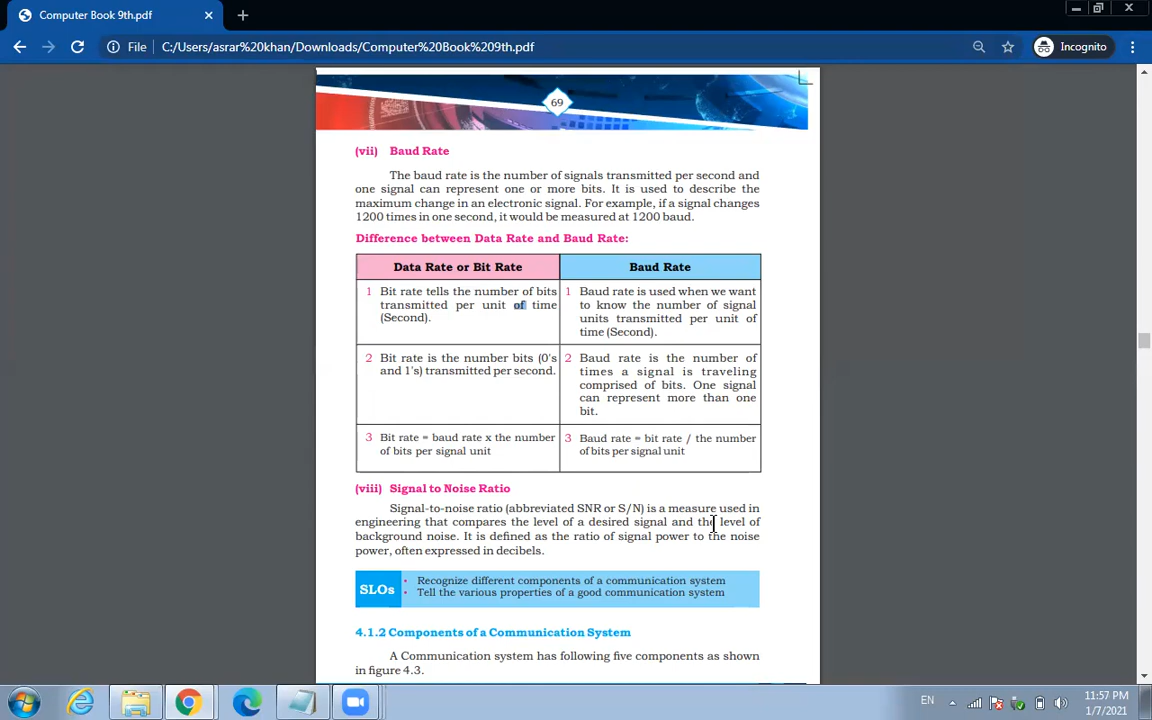 Computer Book 9th.pdf
File
C:/Users/asrar%20khan/Downloads/Computer%20Book%209th.pdf
Incognito
69
(vii) Baud Rate
The baud rate is the number of signals transmitted per second and
one signal can represent one or more bits. It is used to describe the
maximum change in an electronic signal. For example, if a signal changes
1200 times in one second, it would be measured at 1200 baud.
Difference between Data Rate and Baud Rate:
Data Rate or Bit Rate
Baud Rate
1 Bit rate tells the number of bits
transmitted per unit of time
(Second).
1 Baud rate is used when we want
to know the number of signal
units transmitted per unit of
time (Second).
2 Bit rate is the number bits (0's
and 1's) transmitted per second.
2 Baud rate is the number of
times a signal is traveling
comprised of bits. One signal
can represent more than one
bit.
3 Bit rate = baud rate x the number
of bits per signal unit
3 Baud rate = bit rate / the number
of bits per signal unit
(viii) Signal to Noise Ratio
Signal-to-noise ratio (abbreviated SNR or S/N) is a measure used in
engineering that compares the level of a desired signal and the level of
background noise. It is defined as the ratio of signal power to the noise
power, often expressed in decibels.
SLOs
• Recognize different components of a communication system
• Tell the various properties of a good communication system
4.1.2 Components of a Communication System
A Communication system has following five components as shown
in figure 4.3.
EN
11:57 PM
1/7/2021